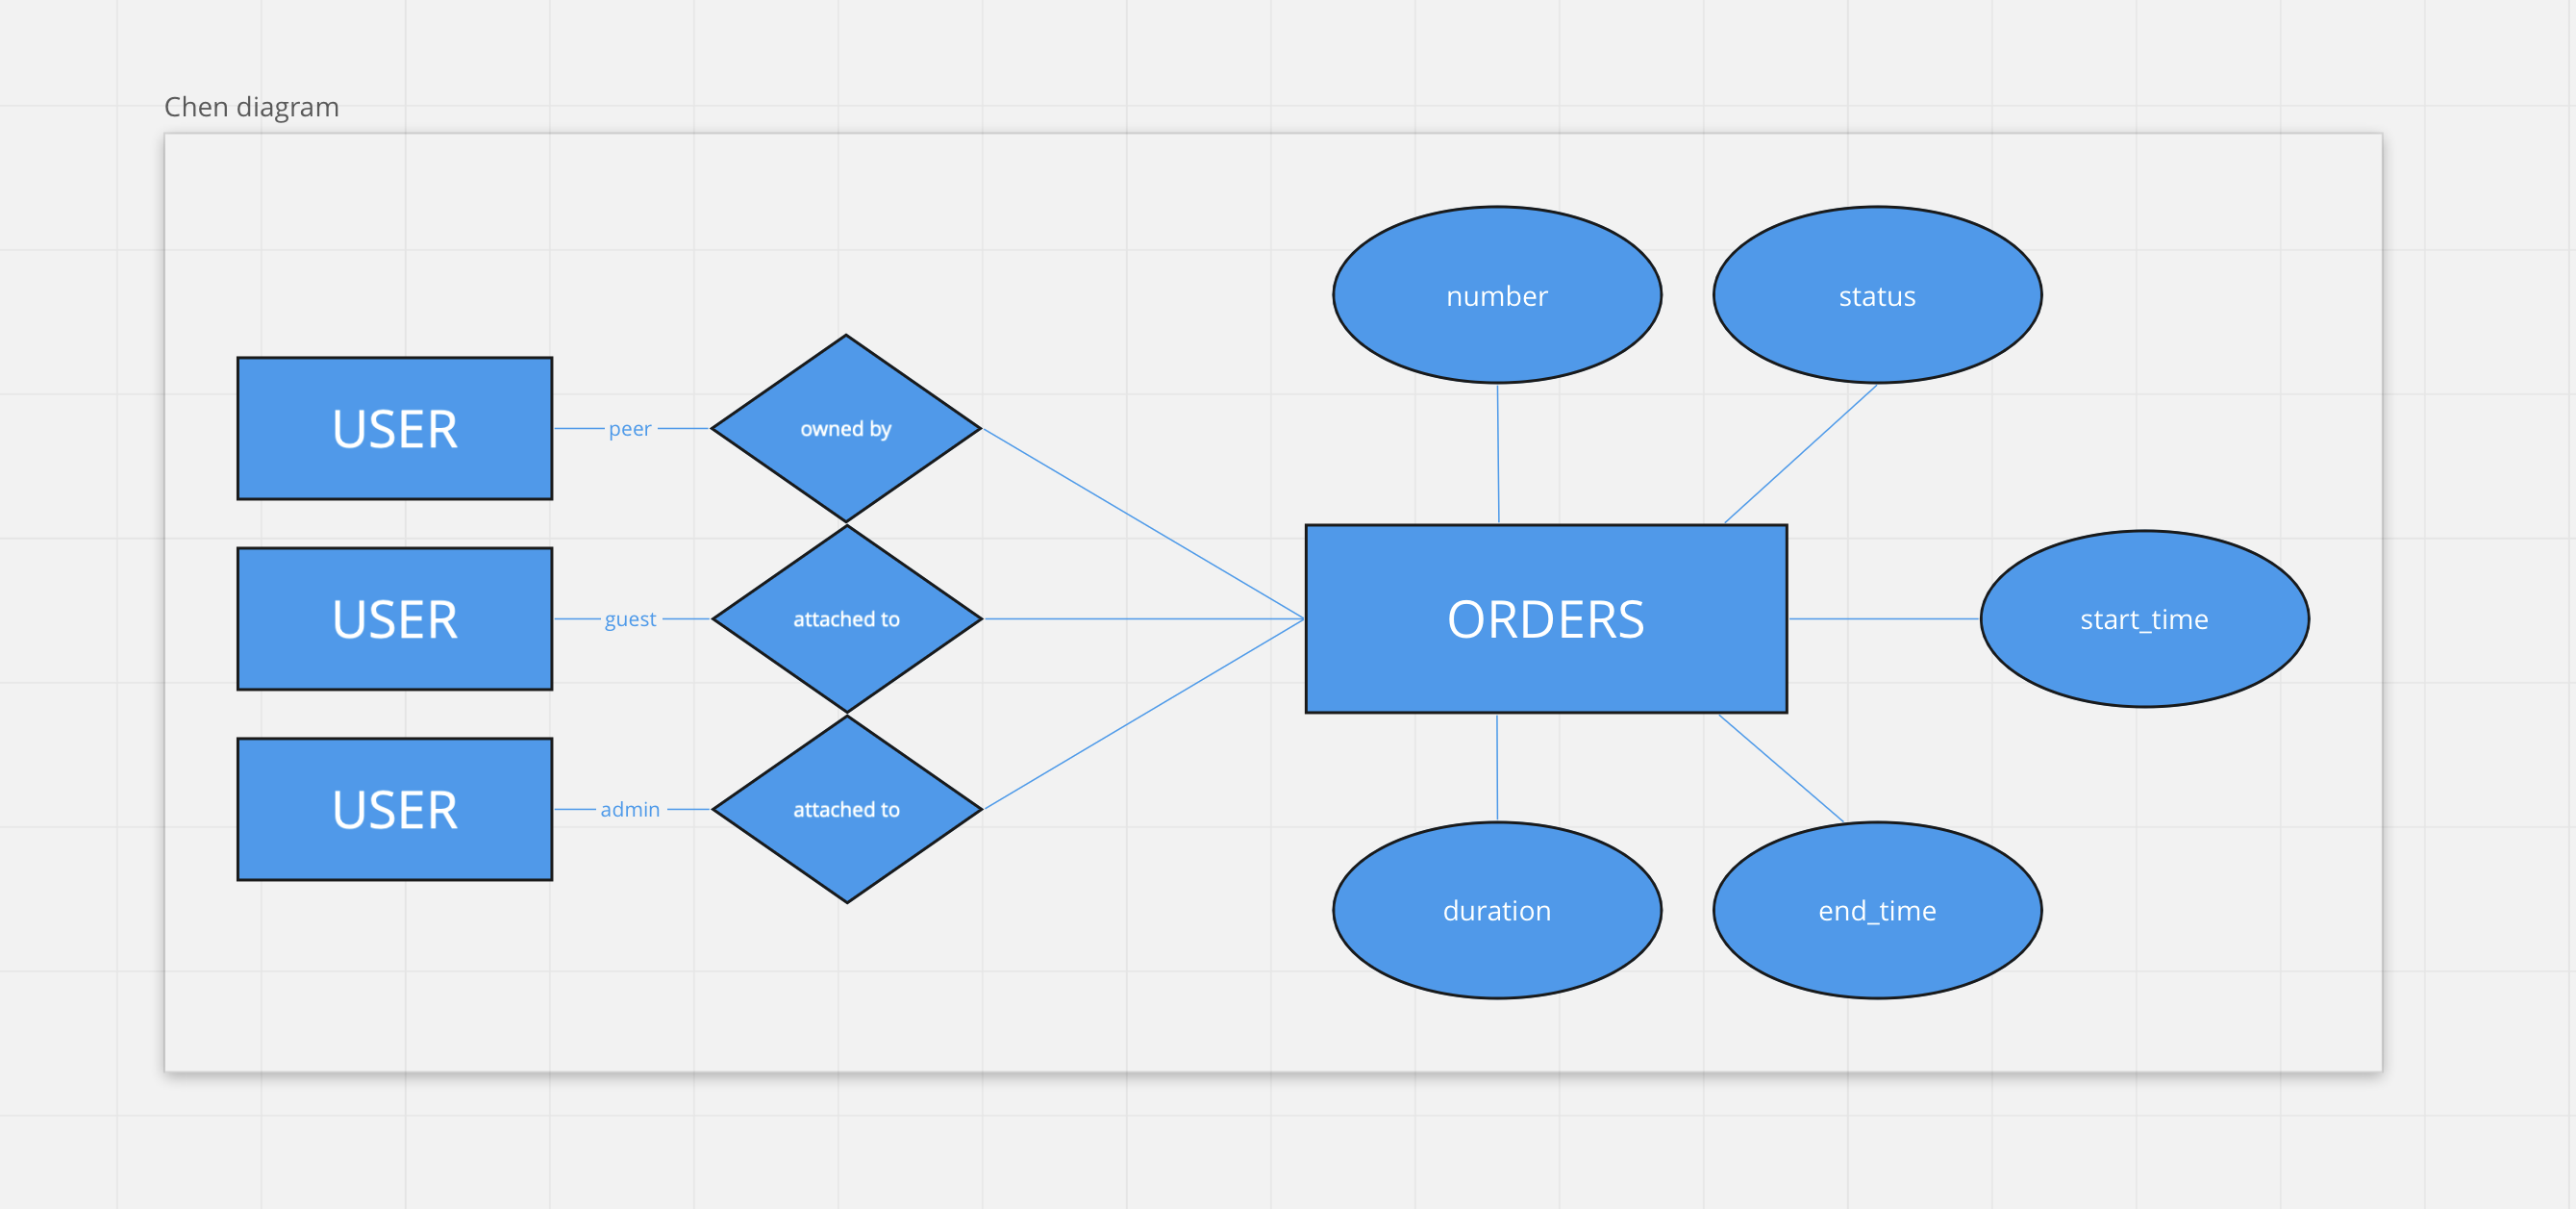 Chen diagram
number
status
USER
peer
owned by
USER
guest
attached to
ORDERS
start_time
USER
admin
attached to
duration
end_time